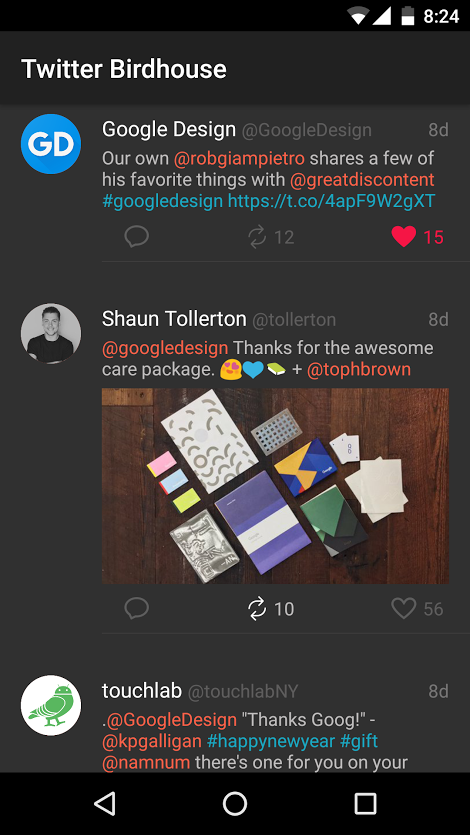 8:24
Twitter Birdhouse
GD
Google Design @GoogleDesign 8d
Our own @robgiampietro shares a few of
his favorite things with @greatdiscontent
#googledesign https://t.co/4apF9W2gXT
12 15
Shaun Tollerton @tollerton 8d
@googledesign Thanks for the awesome
care package. 😍💙📗 + @tophbrown
10 56
touchlab @touchlabNY 8d
.@GoogleDesign "Thanks Goog!" -
@kpgalligan #happynewyear #gift
@namnum there's one for you on your